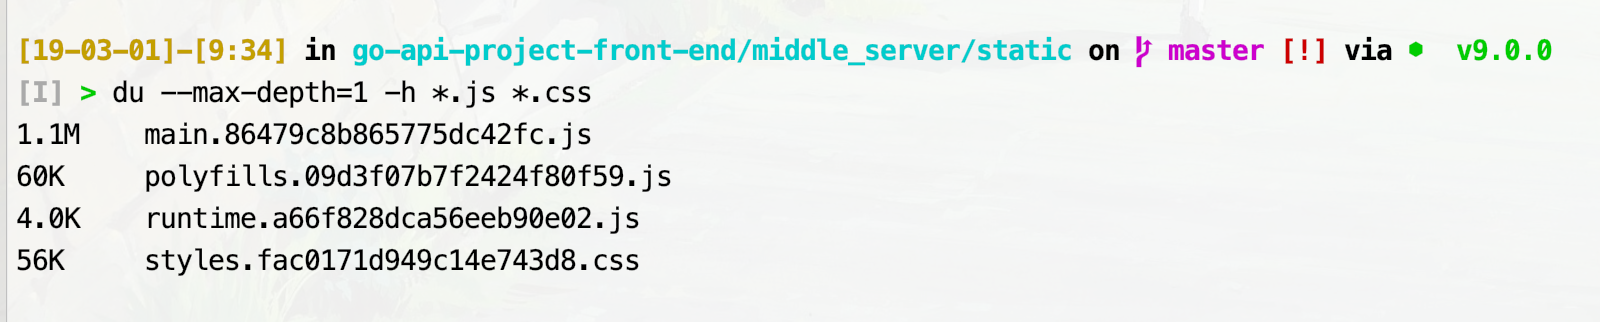 [19-03-01]-[9:34] in go-api-project-front-end/middle_server/static on master [!] via ⬢ v9.0.0
[I] > du --max-depth=1 -h *.js *.css
1.1M main.86479c8b865775dc42fc.js
60K polyfills.09d3f07b7f2424f80f59.js
4.0K runtime.a66f828dca56eeb90e02.js
56K styles.fac0171d949c14e743d8.css